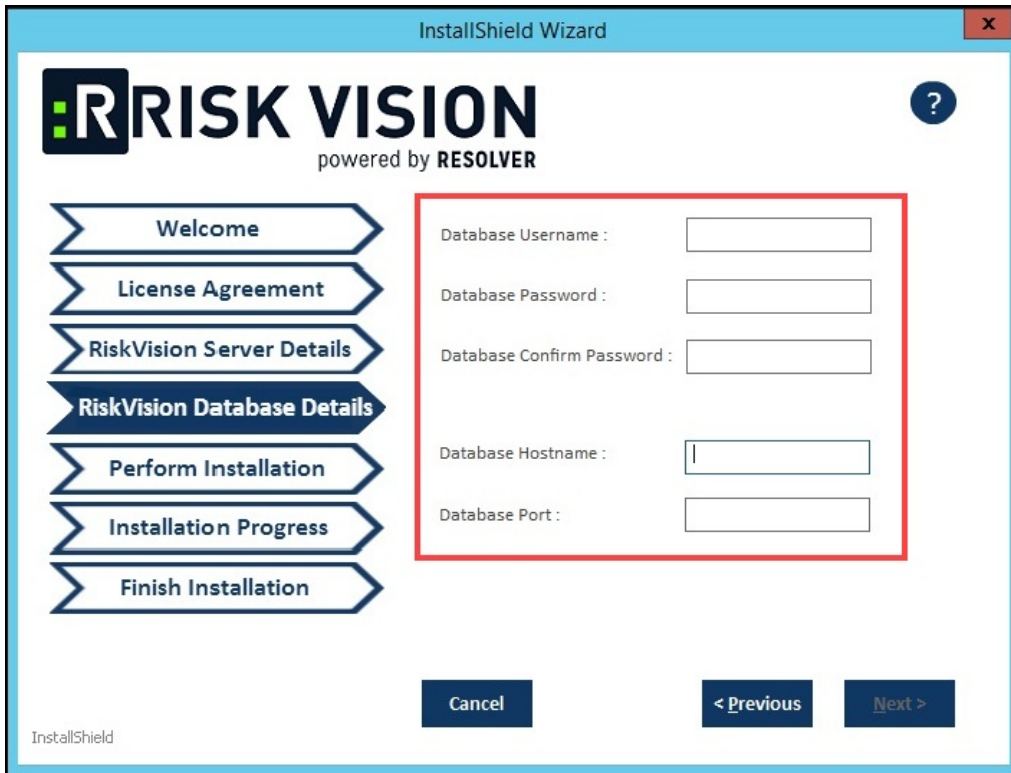 InstallShield Wizard
x
:R RISK VISION
powered by RESOLVER
?
Welcome
License Agreement
RiskVision Server Details
RiskVision Database Details
Perform Installation
Installation Progress
Finish Installation
Database Username :
Database Password :
Database Confirm Password :
Database Hostname :
Database Port :
Cancel
< Previous
Next >
InstallShield